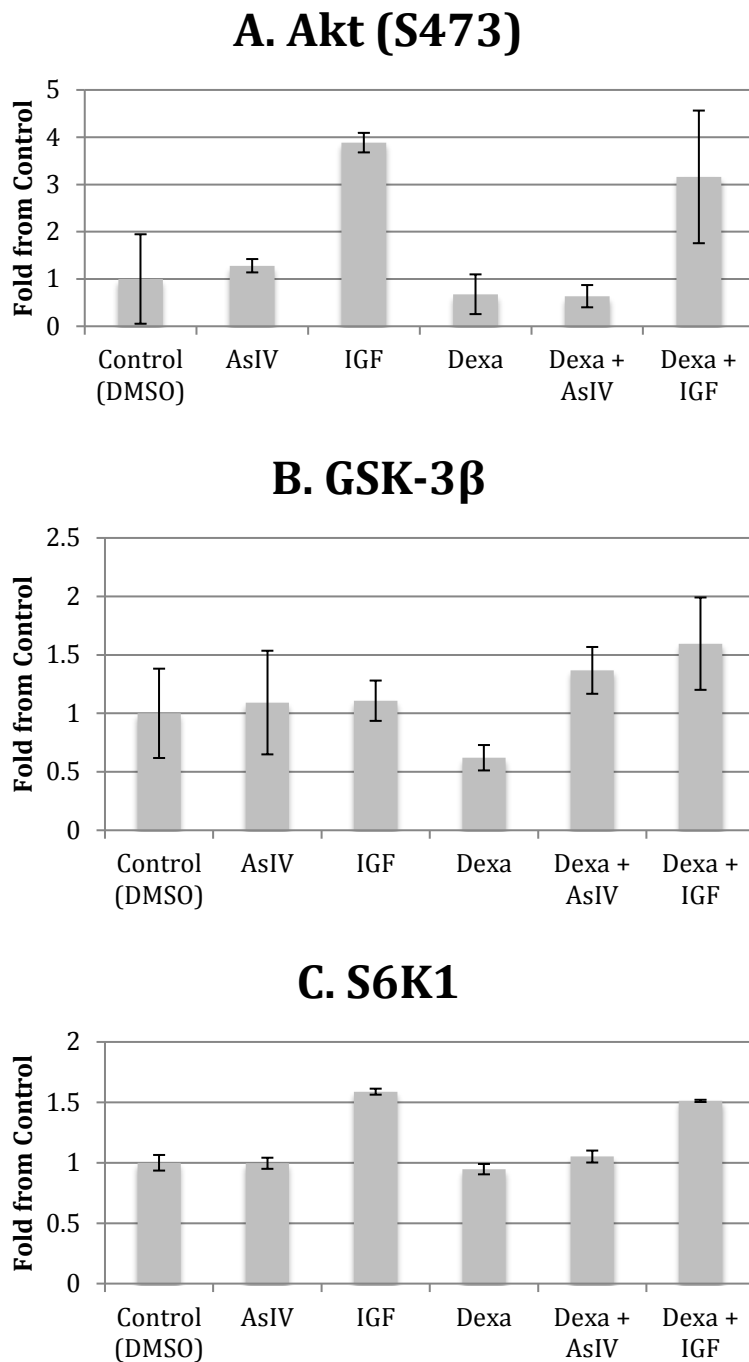 A. Akt (S473)
Fold from Control
5
4
3
2
1
0
Control (DMSO)
AsIV
IGF
Dexa
Dexa + AsIV
Dexa + IGF
B. GSK-3β
Fold from Control
2.5
2
1.5
1
0.5
0
Control (DMSO)
AsIV
IGF
Dexa
Dexa + AsIV
Dexa + IGF
C. S6K1
Fold from Control
2
1.5
1
0.5
0
Control (DMSO)
AsIV
IGF
Dexa
Dexa + AsIV
Dexa + IGF